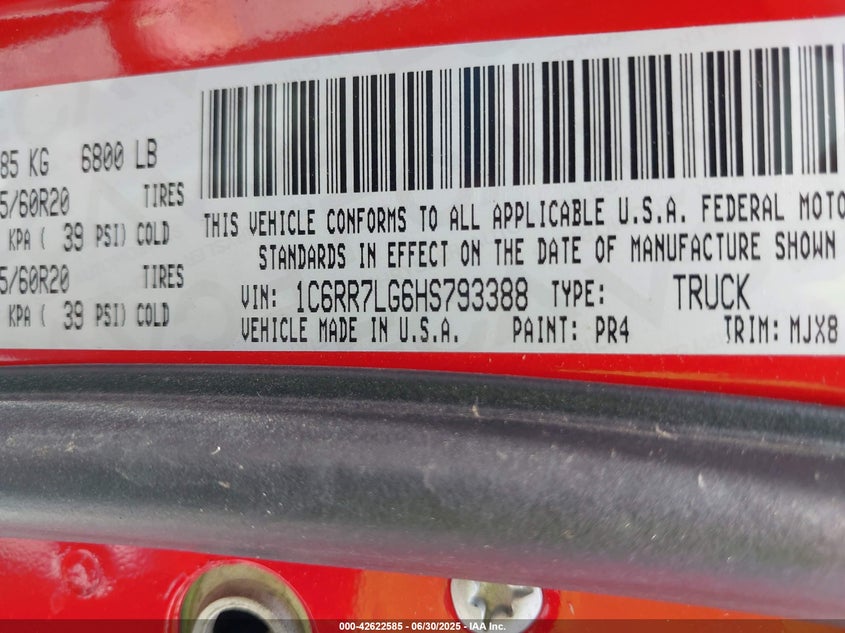 85 KG 6800 LB
5/60R20 TIRES
KPA ( 39 PSI) COLD
5/60R20 TIRES
KPA ( 39 PSI) COLD
THIS VEHICLE CONFORMS TO ALL APPLICABLE U.S.A. FEDERAL MOTO
STANDARDS IN EFFECT ON THE DATE OF MANUFACTURE SHOWN
VIN: 1C6RR7LG6HS793388 TYPE: TRUCK
VEHICLE MADE IN U.S.A. PAINT: PR4 TRIM: MJX8
000-42622585 - 06/30/2025 - IAA Inc.